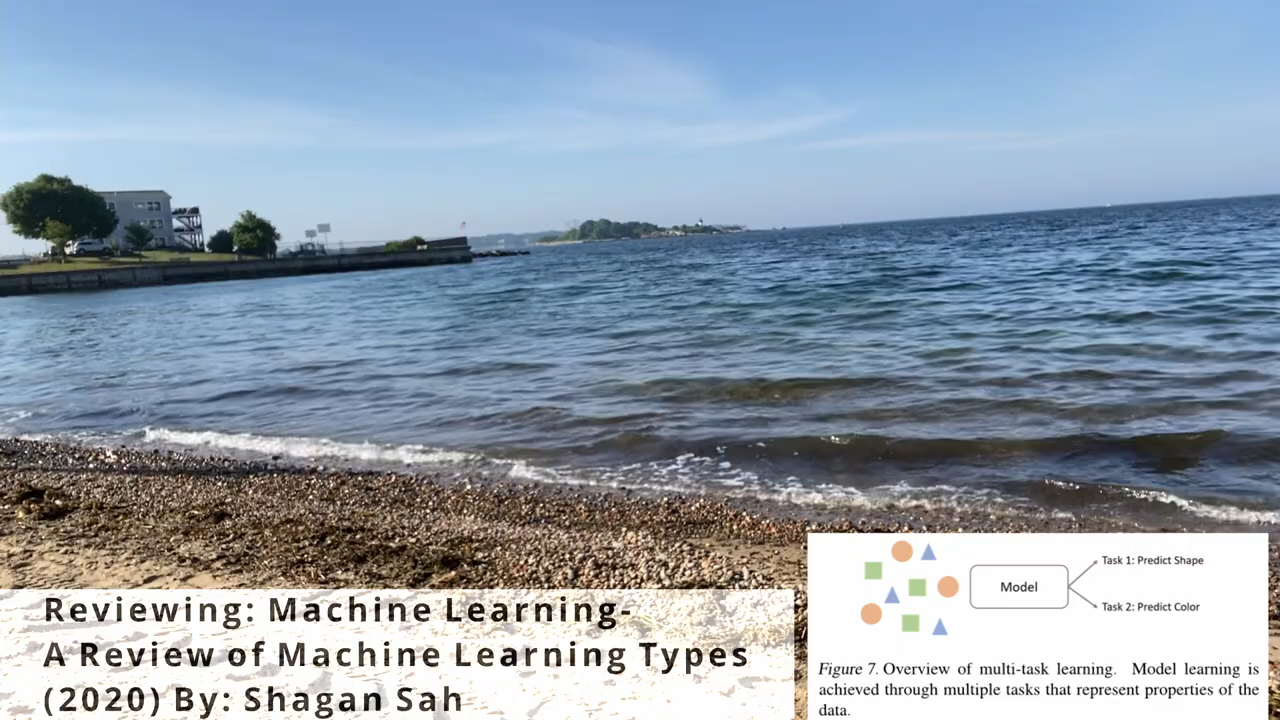 Reviewing: Machine Learning-
A Review of Machine Learning Types
(2020) By: Shagan Sah
Model
Task 1: Predict Shape
Task 2: Predict Color
Figure 7. Overview of multi-task learning. Model learning is
achieved through multiple tasks that represent properties of the
data.